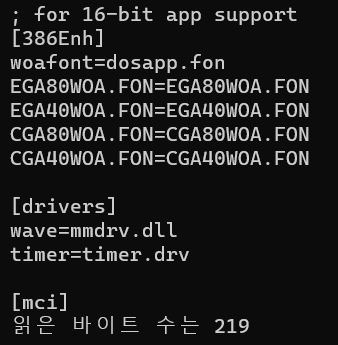 ; for 16-bit app support
[386Enh]
woafont=dosapp.fon
EGA80WOA.FON=EGA80WOA.FON
EGA40WOA.FON=EGA40WOA.FON
CGA80WOA.FON=CGA80WOA.FON
CGA40WOA.FON=CGA40WOA.FON

[drivers]
wave=mmdrv.dll
timer=timer.drv

[mci]
읽은 바이트 수는 219